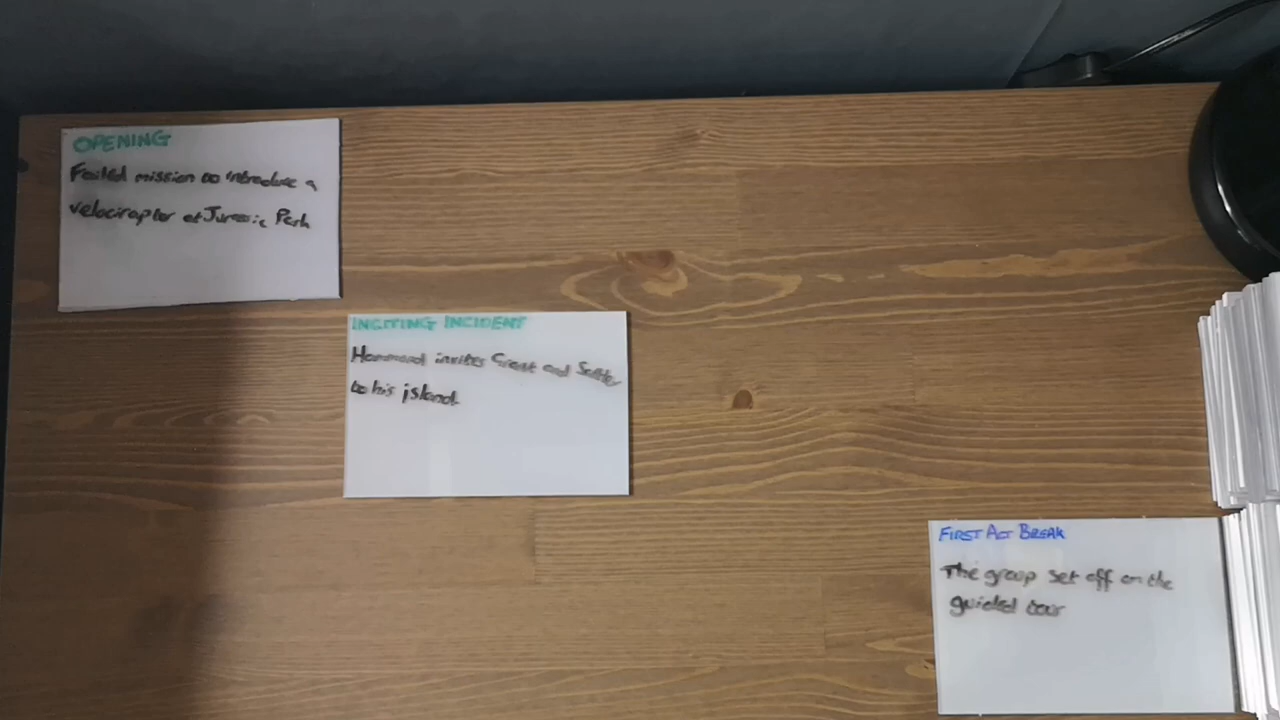 OPENING
Failed mission to introduce a
velociraptor at Jurassic Park
INCITING INCIDENT
Hammond invites Grant and Sattler
to his island
FIRST ACT BREAK
The group set off on the
guided tour